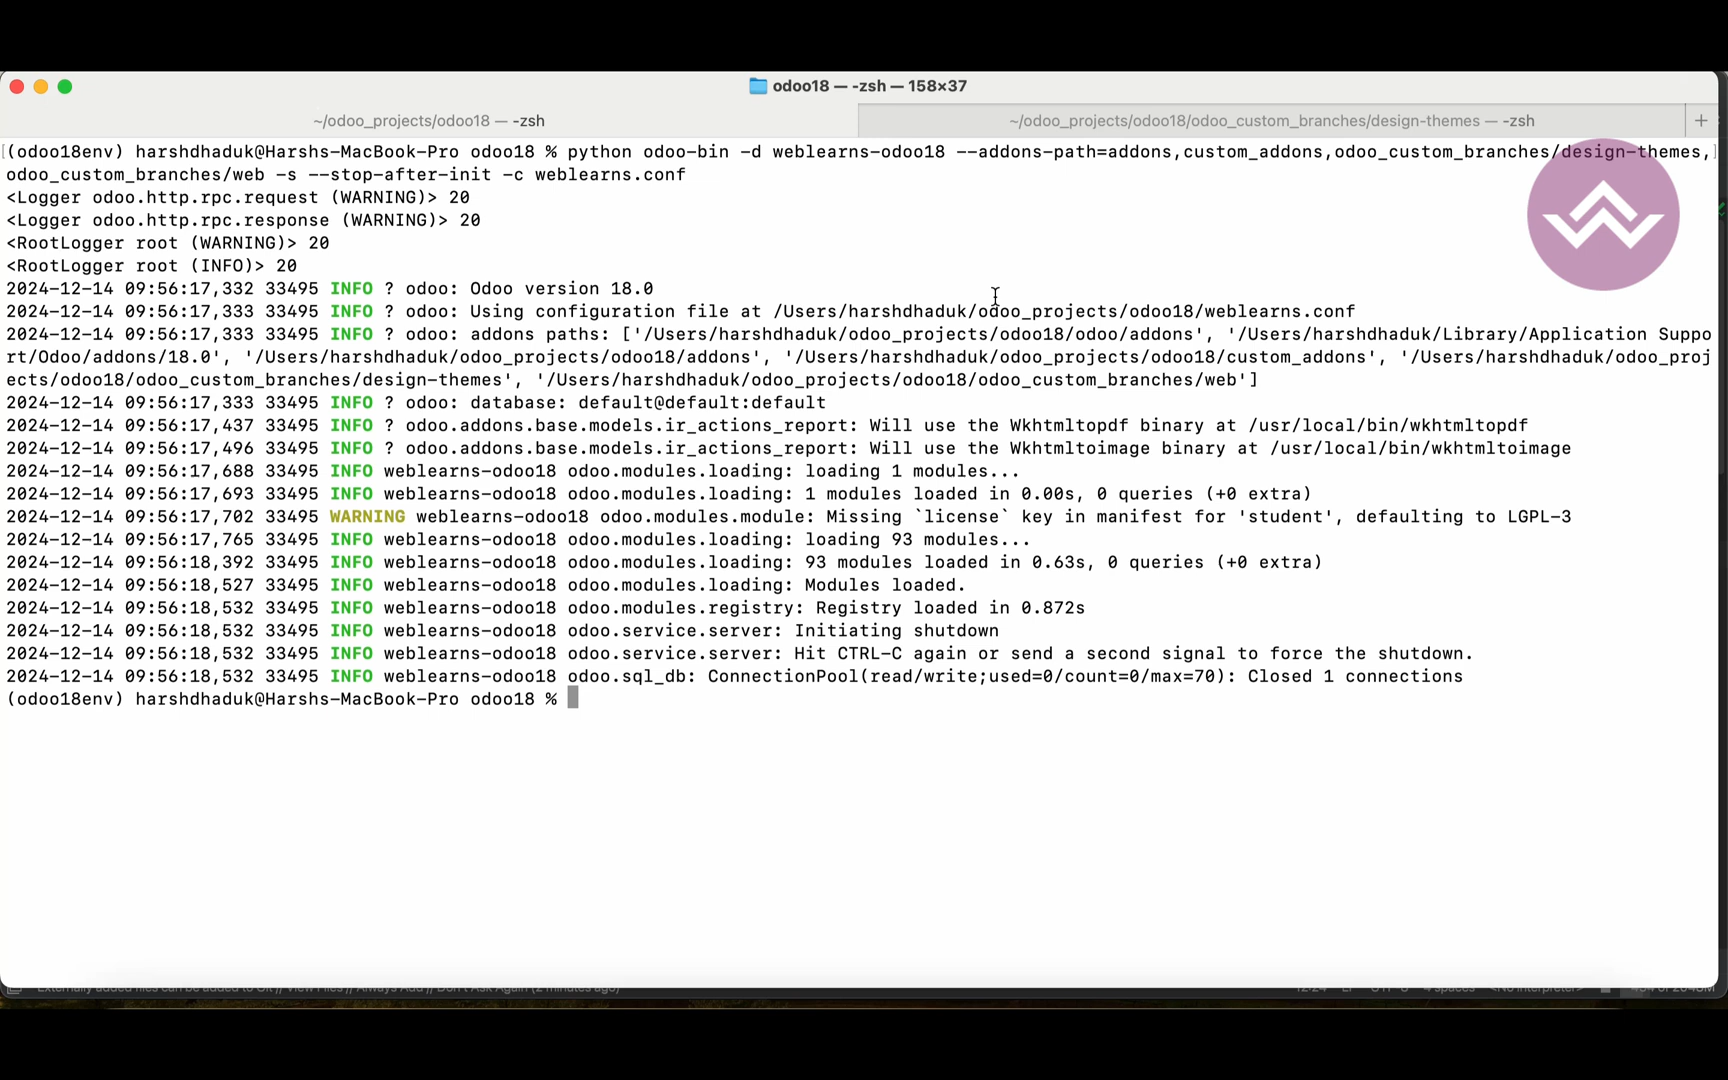 odoo18 — -zsh — 158×37
~/odoo_projects/odoo18 — -zsh
~/odoo_projects/odoo18/odoo_custom_branches/design-themes — -zsh
+
(odoo18env) harshdhaduk@Harshs-MacBook-Pro odoo18 % python odoo-bin -d weblearns-odoo18 --addons-path=addons,custom_addons,odoo_custom_branches/design-themes,
odoo_custom_branches/web -s --stop-after-init -c weblearns.conf
<Logger odoo.http.rpc.request (WARNING)> 20
<Logger odoo.http.rpc.response (WARNING)> 20
<RootLogger root (WARNING)> 20
<RootLogger root (INFO)> 20
2024-12-14 09:56:17,332 33495 INFO ? odoo: Odoo version 18.0
2024-12-14 09:56:17,333 33495 INFO ? odoo: Using configuration file at /Users/harshdhaduk/odoo_projects/odoo18/weblearns.conf
2024-12-14 09:56:17,333 33495 INFO ? odoo: addons paths: ['/Users/harshdhaduk/odoo_projects/odoo18/odoo/addons', '/Users/harshdhaduk/Library/Application Suppo
rt/Odoo/addons/18.0', '/Users/harshdhaduk/odoo_projects/odoo18/addons', '/Users/harshdhaduk/odoo_projects/odoo18/custom_addons', '/Users/harshdhaduk/odoo_proj
ects/odoo18/odoo_custom_branches/design-themes', '/Users/harshdhaduk/odoo_projects/odoo18/odoo_custom_branches/web']
2024-12-14 09:56:17,333 33495 INFO ? odoo: database: default@default:default
2024-12-14 09:56:17,437 33495 INFO ? odoo.addons.base.models.ir_actions_report: Will use the Wkhtmltopdf binary at /usr/local/bin/wkhtmltopdf
2024-12-14 09:56:17,496 33495 INFO ? odoo.addons.base.models.ir_actions_report: Will use the Wkhtmltoimage binary at /usr/local/bin/wkhtmltoimage
2024-12-14 09:56:17,688 33495 INFO weblearns-odoo18 odoo.modules.loading: loading 1 modules...
2024-12-14 09:56:17,693 33495 INFO weblearns-odoo18 odoo.modules.loading: 1 modules loaded in 0.00s, 0 queries (+0 extra)
2024-12-14 09:56:17,702 33495 WARNING weblearns-odoo18 odoo.modules.module: Missing `license` key in manifest for 'student', defaulting to LGPL-3
2024-12-14 09:56:17,765 33495 INFO weblearns-odoo18 odoo.modules.loading: loading 93 modules...
2024-12-14 09:56:18,392 33495 INFO weblearns-odoo18 odoo.modules.loading: 93 modules loaded in 0.63s, 0 queries (+0 extra)
2024-12-14 09:56:18,527 33495 INFO weblearns-odoo18 odoo.modules.loading: Modules loaded.
2024-12-14 09:56:18,532 33495 INFO weblearns-odoo18 odoo.modules.registry: Registry loaded in 0.872s
2024-12-14 09:56:18,532 33495 INFO weblearns-odoo18 odoo.service.server: Initiating shutdown
2024-12-14 09:56:18,532 33495 INFO weblearns-odoo18 odoo.service.server: Hit CTRL-C again or send a second signal to force the shutdown.
2024-12-14 09:56:18,532 33495 INFO weblearns-odoo18 odoo.sql_db: ConnectionPool(read/write;used=0/count=0/max=70): Closed 1 connections
(odoo18env) harshdhaduk@Harshs-MacBook-Pro odoo18 %